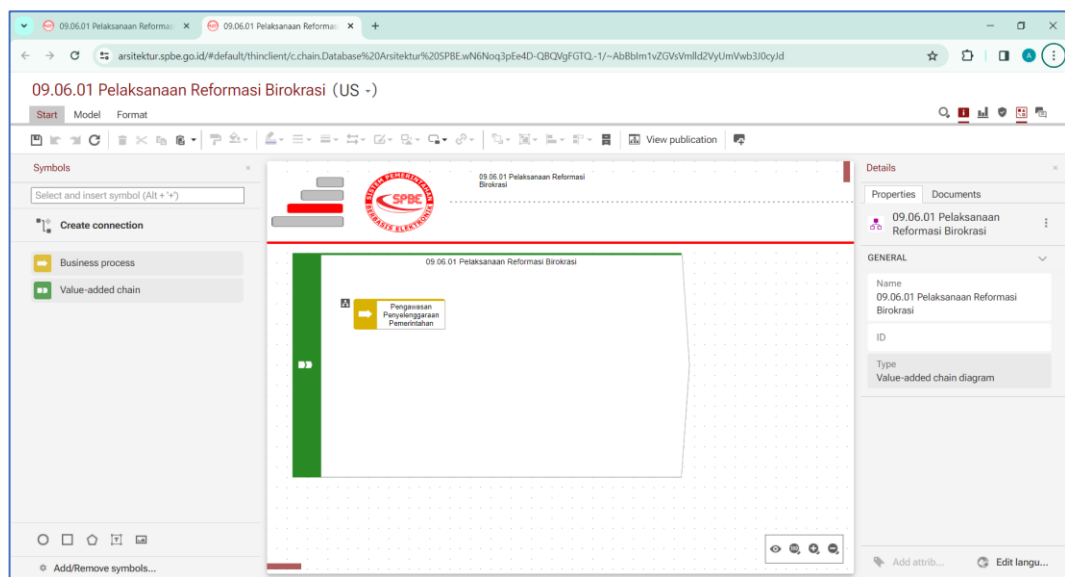 09.06.01 Pelaksanaan Reformas
09.06.01 Pelaksanaan Reformas
arsitektur.spbe.go.id/#default/thinclient/c.chain.Database%20Arsitektur%20SPBE.wN6Noq3pEe4D-QBQVgFGTQ.-1/~AbBbIm1vZGVsVmlld2VyUmVwb3J0cyJd
09.06.01 Pelaksanaan Reformasi Birokrasi (US -)
Start Model Format
View publication
Symbols
Select and insert symbol (Alt + '+')
Create connection
Business process
Value-added chain
Add/Remove symbols...
SISTEM PEMERINTAHAN
SPBE
BERBASIS ELEKTRONIK
09.06.01 Pelaksanaan Reformasi
Birokrasi
09.06.01 Pelaksanaan Reformasi Birokrasi
Pengawasan
Penyelenggaraan
Pemerintahan
Details
Properties Documents
09.06.01 Pelaksanaan
Reformasi Birokrasi
GENERAL
Name
09.06.01 Pelaksanaan Reformasi
Birokrasi
ID
Type
Value-added chain diagram
Add attrib... Edit langu...